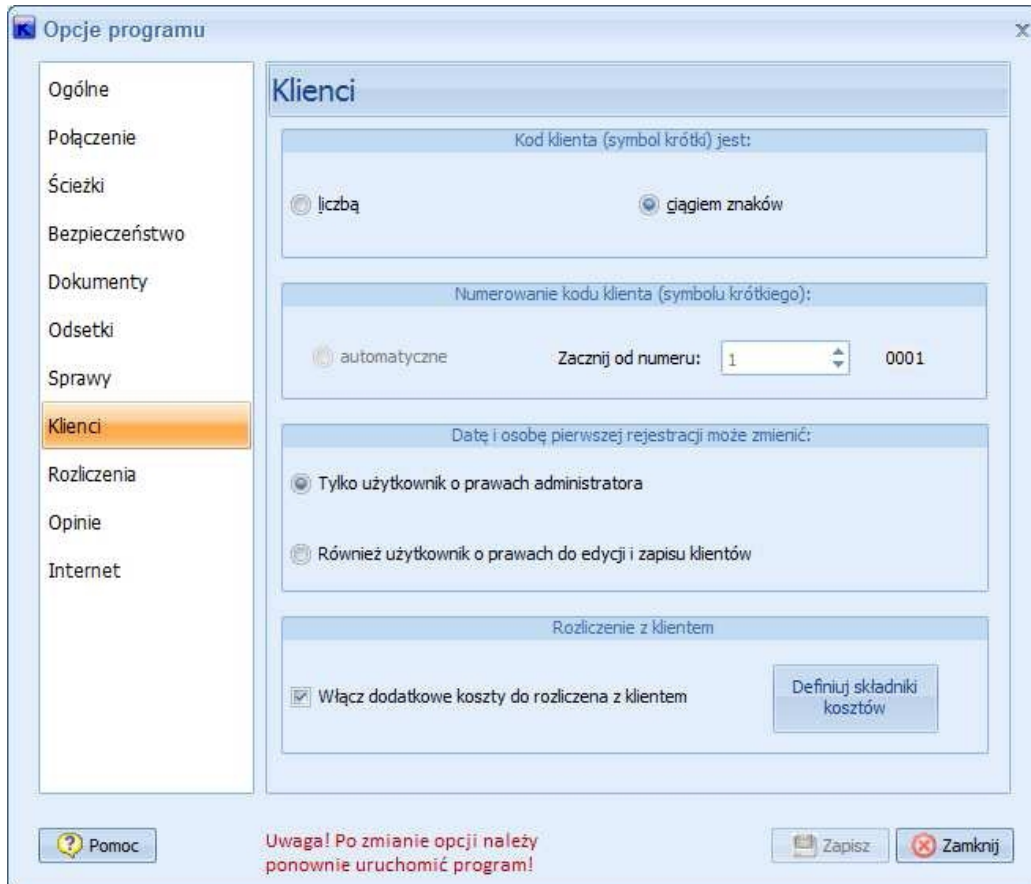 Opcje programu
Ogólne
Połączenie
Ścieżki
Bezpieczeństwo
Dokumenty
Odsetki
Sprawy
Klienci
Rozliczenia
Opinie
Internet
Klienci
Kod klienta (symbol krótki) jest:
liczbą
ciągiem znaków
Numerowanie kodu klienta (symbolu krótkiego):
automatyczne
Zacznij od numeru:
1
0001
Datę i osobę pierwszej rejestracji może zmienić:
Tylko użytkownik o prawach administratora
Również użytkownik o prawach do edycji i zapisu klientów
Rozliczenie z klientem
Włącz dodatkowe koszty do rozliczena z klientem
Definiuj składniki
kosztów
Pomoc
Uwaga! Po zmianie opcji należy
ponownie uruchomić program!
Zapisz
Zamknij